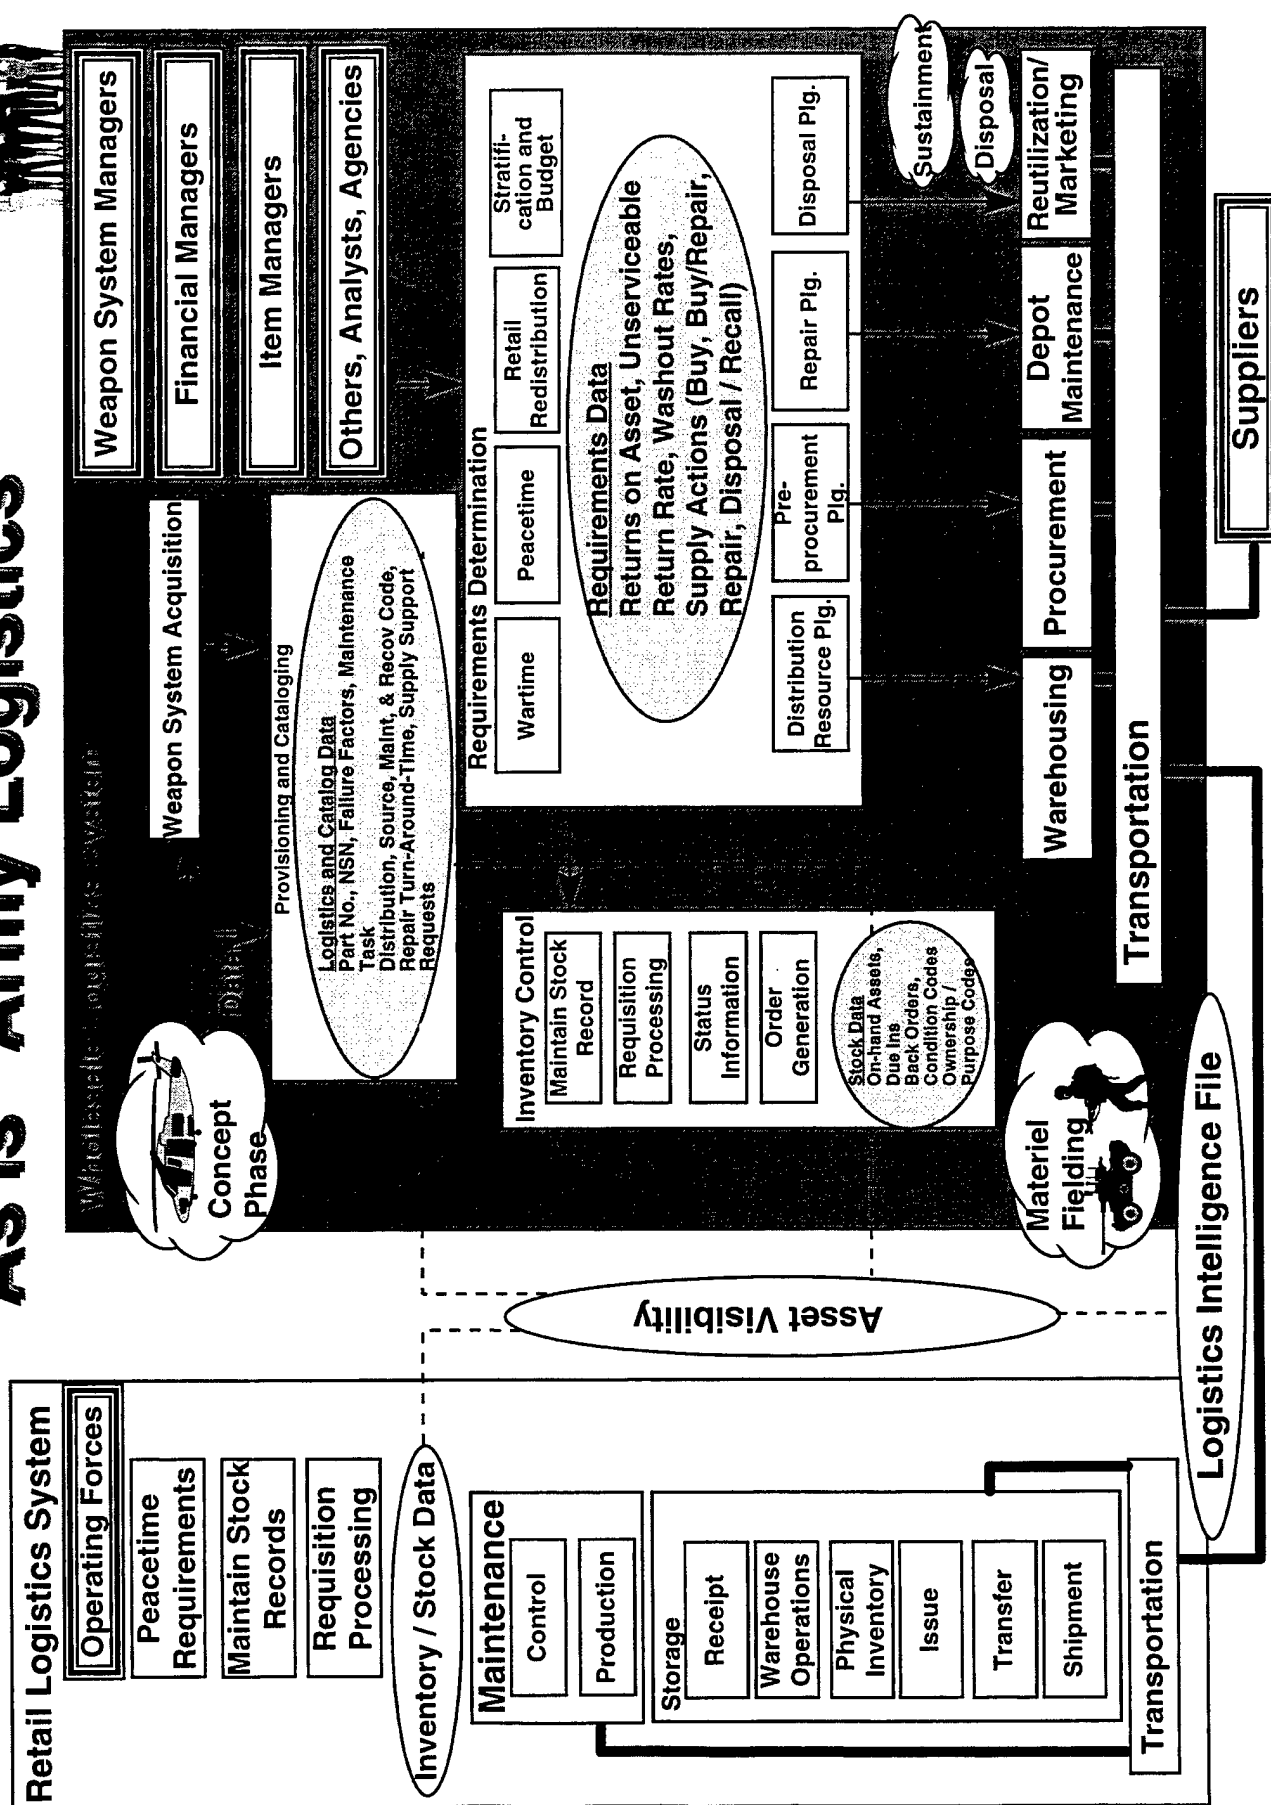 "As Is" Army Logistics
Retail Logistics System
Operating Forces
Peacetime
Requirements
Maintain Stock
Records
Requisition
Processing
Inventory / Stock Data
Maintenance
Control
Production
Storage
Receipt
Warehouse
Operations
Physical
Inventory
Issue
Transfer
Shipment
Transportation
Asset Visibility
Logistics Intelligence File
Wholesale Logistics System
Concept
Phase
Weapon System Acquisition
Provisioning and Cataloging
Logistics and Catalog Data
Part No., NSN, Failure Factors, Maintenance
Task
Distribution, Source, Maint, & Recov Code,
Repair Turn-Around-Time, Supply Support
Requests
Weapon System Managers
Financial Managers
Item Managers
Others, Analysts, Agencies
Inventory Control
Maintain Stock
Record
Requisition
Processing
Status
Information
Order
Generation
Stock Data
On-hand Assets,
Due Ins
Back Orders,
Condition Codes
Ownership /
Purpose Codes
Requirements Determination
Wartime
Peacetime
Retail
Redistribution
Stratifi-
cation and
Budget
Requirements Data
Returns on Asset, Unserviceable
Return Rate, Washout Rates,
Supply Actions (Buy, Buy/Repair,
Repair, Disposal / Recall)
Distribution
Resource Plg.
Pre-
procurement
Plg.
Repair Plg.
Disposal Plg.
Materiel
Fielding
Sustainment
Disposal
Warehousing
Procurement
Depot
Maintenance
Reutilization/
Marketing
Transportation
Suppliers